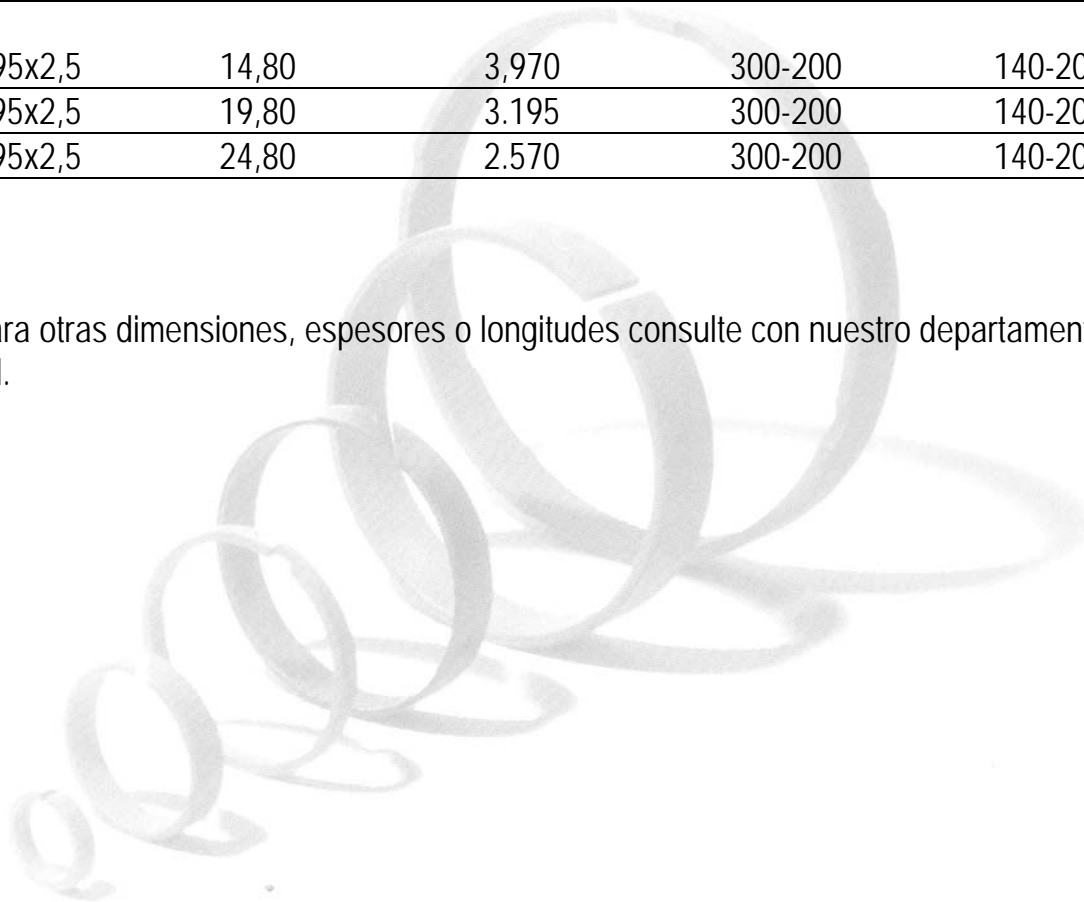 95x2,5 14,80 3,970 300-200 140-20
95x2,5 19,80 3.195 300-200 140-20
95x2,5 24,80 2.570 300-200 140-20
ara otras dimensiones, espesores o longitudes consulte con nuestro departamen
l.